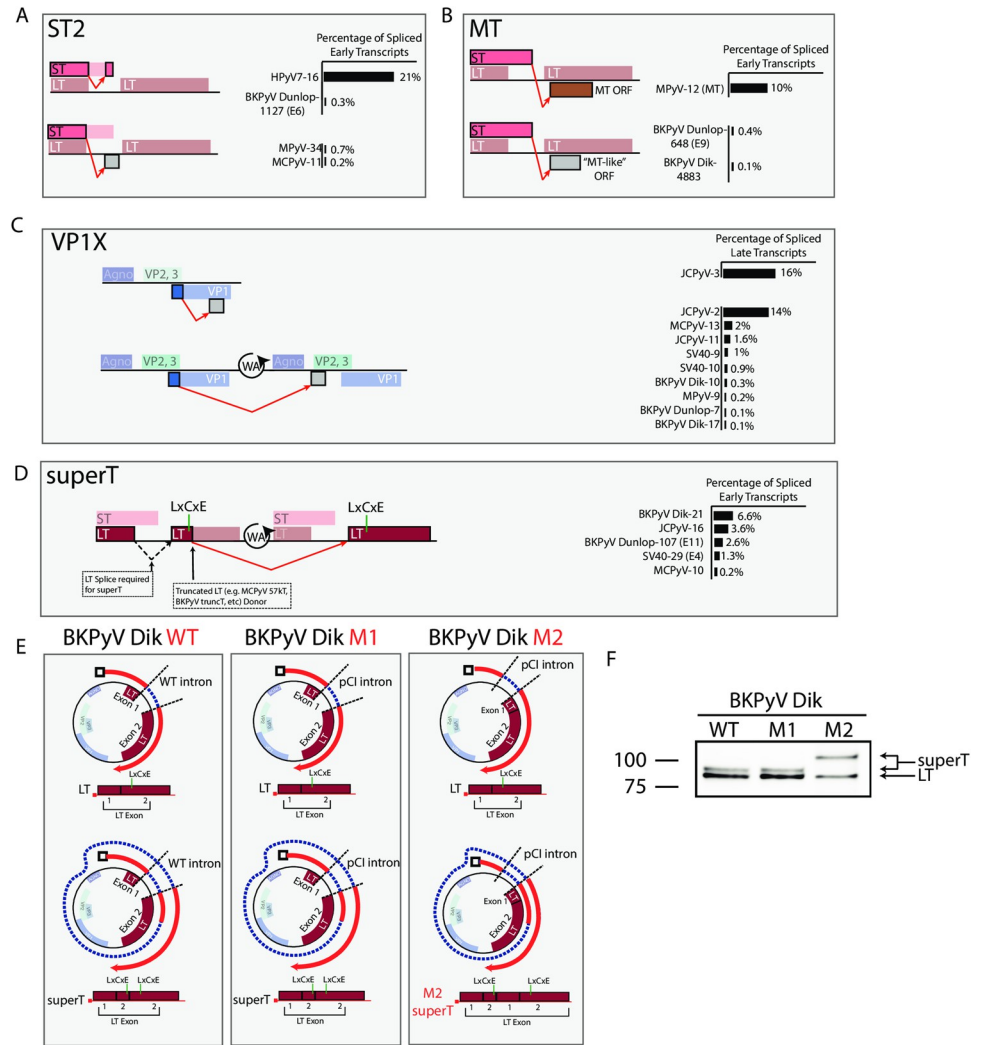 A
ST2
Percentage of Spliced
Early Transcripts
ST
LT
LT
HPyV7-16
21%
BKPyV Dunlop-
1127 (E6)
0.3%
ST
LT
LT
MPyV-34
0.7%
MCPyV-11
0.2%
B
MT
Percentage of Spliced
Early Transcripts
ST
LT
LT
MT ORF
MPyV-12 (MT)
10%
ST
LT
LT
"MT-like"
ORF
BKPyV Dunlop-
648 (E9)
0.4%
BKPyV Dik-
4883
0.1%
C
VP1X
Percentage of Spliced
Late Transcripts
Agno
VP2, 3
VP1
JCPyV-3
16%
Agno
VP2, 3
VP1
WA
Agno
VP2, 3
VP1
JCPyV-2
14%
MCPyV-13
2%
JCPyV-11
1.6%
SV40-9
1%
SV40-10
0.9%
BKPyV Dik-10
0.3%
MPyV-9
0.2%
BKPyV Dunlop-7
0.1%
BKPyV Dik-17
0.1%
D
superT
Percentage of Spliced
Early Transcripts
LxCxE
LxCxE
ST
LT
LT
WA
ST
LT
LT
LT Splice required
for superT
Truncated LT (e.g. MCPyV 57kT,
BKPyV truncT, etc) Donor
BKPyV Dik-21
6.6%
JCPyV-16
3.6%
BKPyV Dunlop-107 (E11)
2.6%
SV40-29 (E4)
1.3%
MCPyV-10
0.2%
E
BKPyV Dik WT
WT intron
LT
Exon 1
Exon 2
LT
LxCxE
LT
1
2
LT Exon
WT intron
LT
Exon 1
Exon 2
LT
LxCxE
LxCxE
superT
1
2
2
LT Exon
BKPyV Dik M1
pCI intron
LT
Exon 1
Exon 2
LT
LxCxE
LT
1
2
LT Exon
pCI intron
LT
Exon 1
Exon 2
LT
LxCxE
LxCxE
superT
1
2
2
LT Exon
BKPyV Dik M2
pCI intron
Exon 1
LT
Exon 2
LT
LxCxE
LT
1
2
LT Exon
pCI intron
Exon 1
LT
Exon 2
LT
LxCxE
LxCxE
M2
superT
1
2
1
2
LT Exon
F
BKPyV Dik
WT
M1
M2
100
75
superT
LT